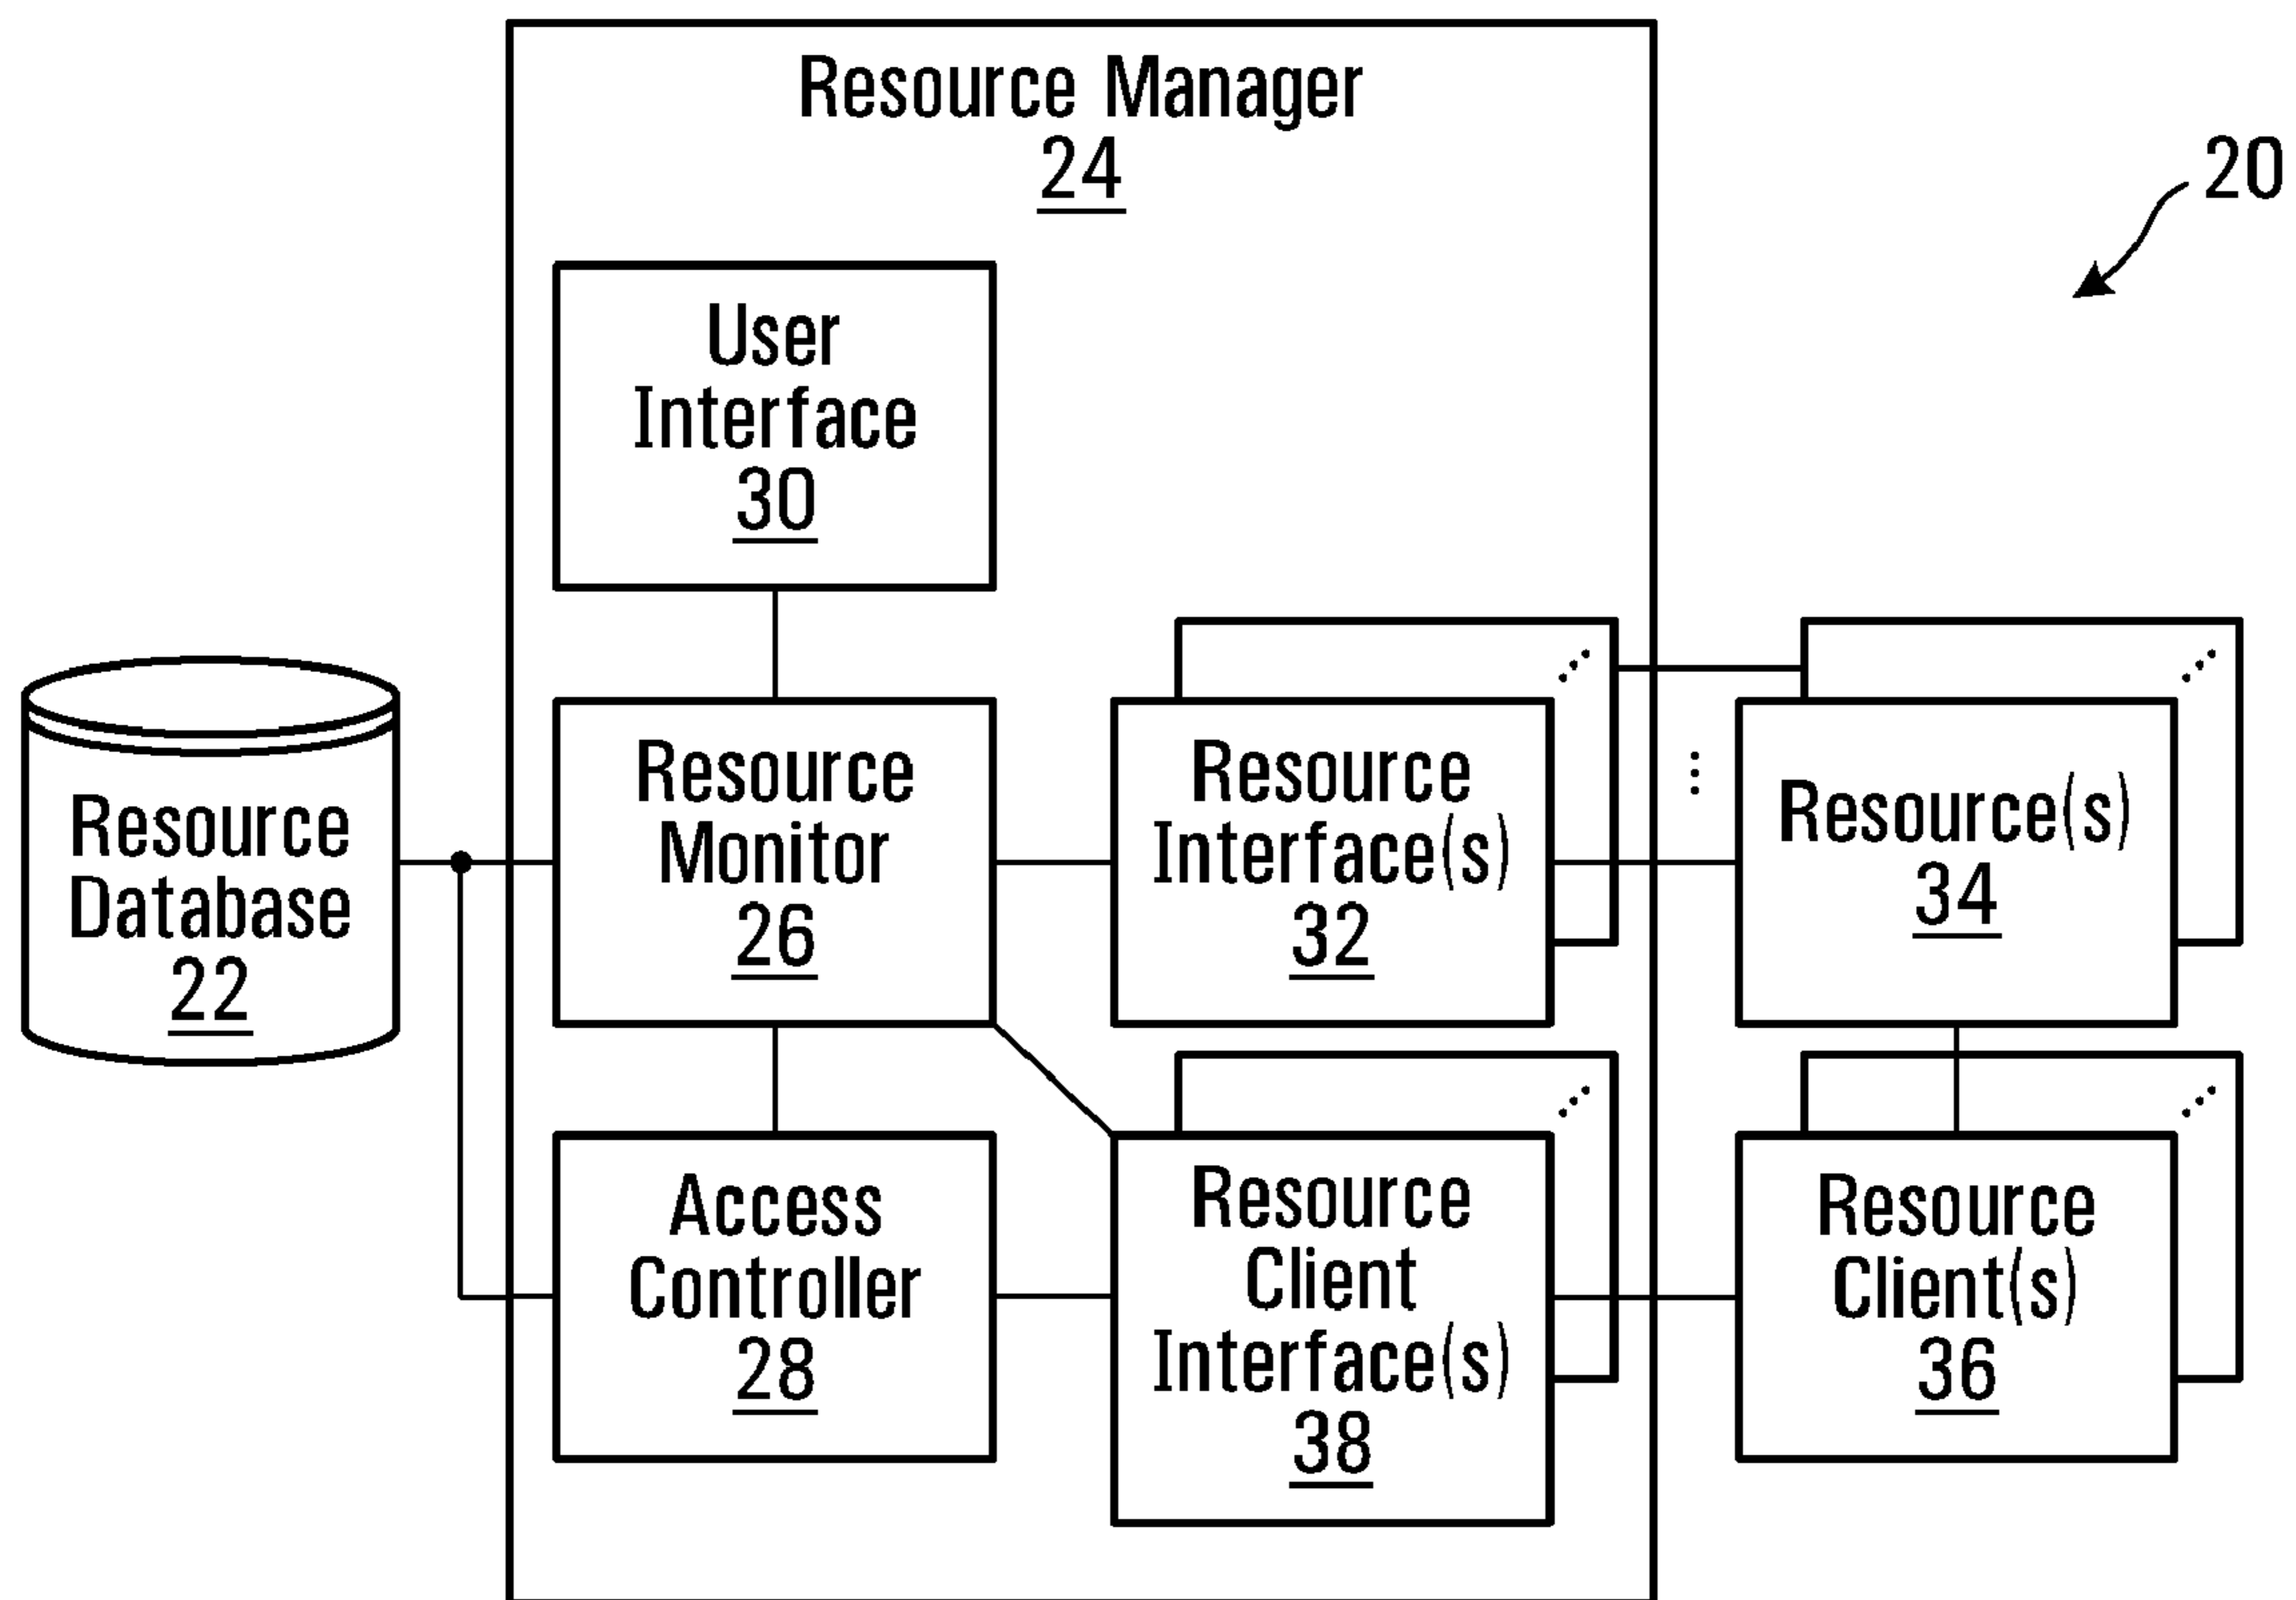 Resource Manager
24
20
User
Interface
30
Resource
Database
22
Resource
Monitor
26
Resource
Interface(s)
32
Resource(s)
34
Access
Controller
28
Resource
Client
Interface(s)
38
Resource
Client(s)
36